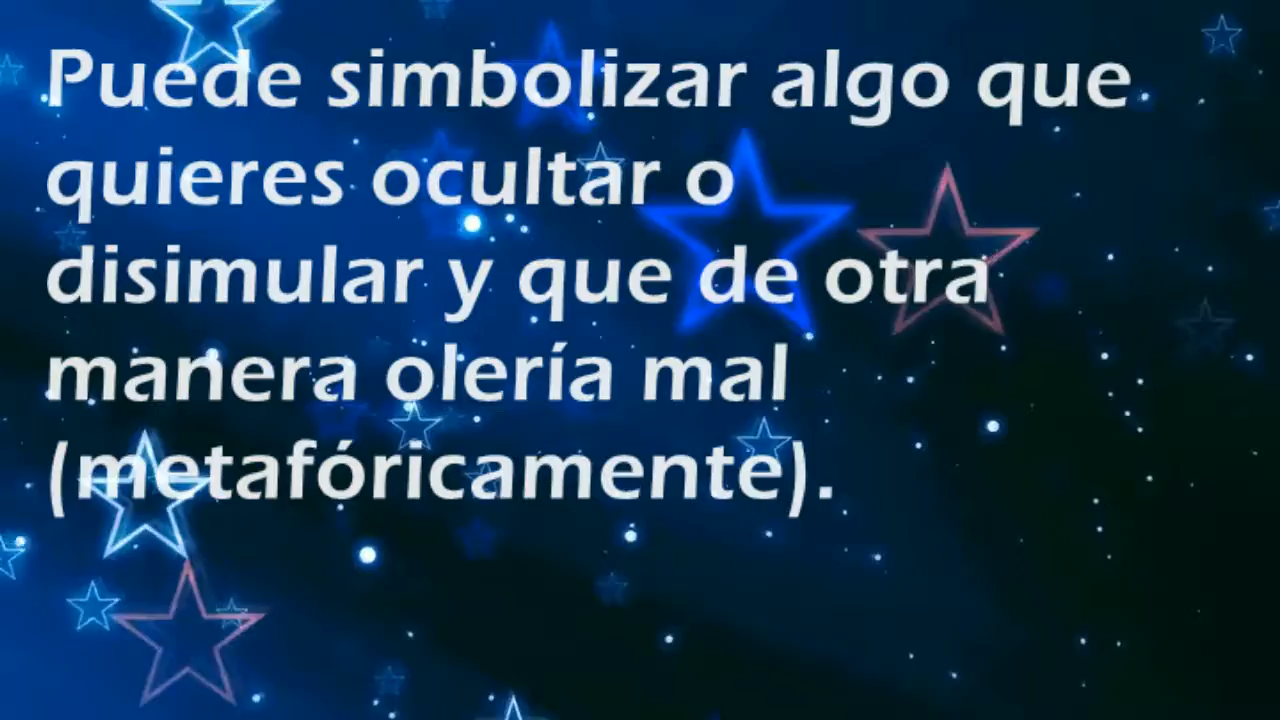 Puede simbolizar algo que
quieres ocultar o
disimular y que de otra
manera olería mal
(metafóricamente).